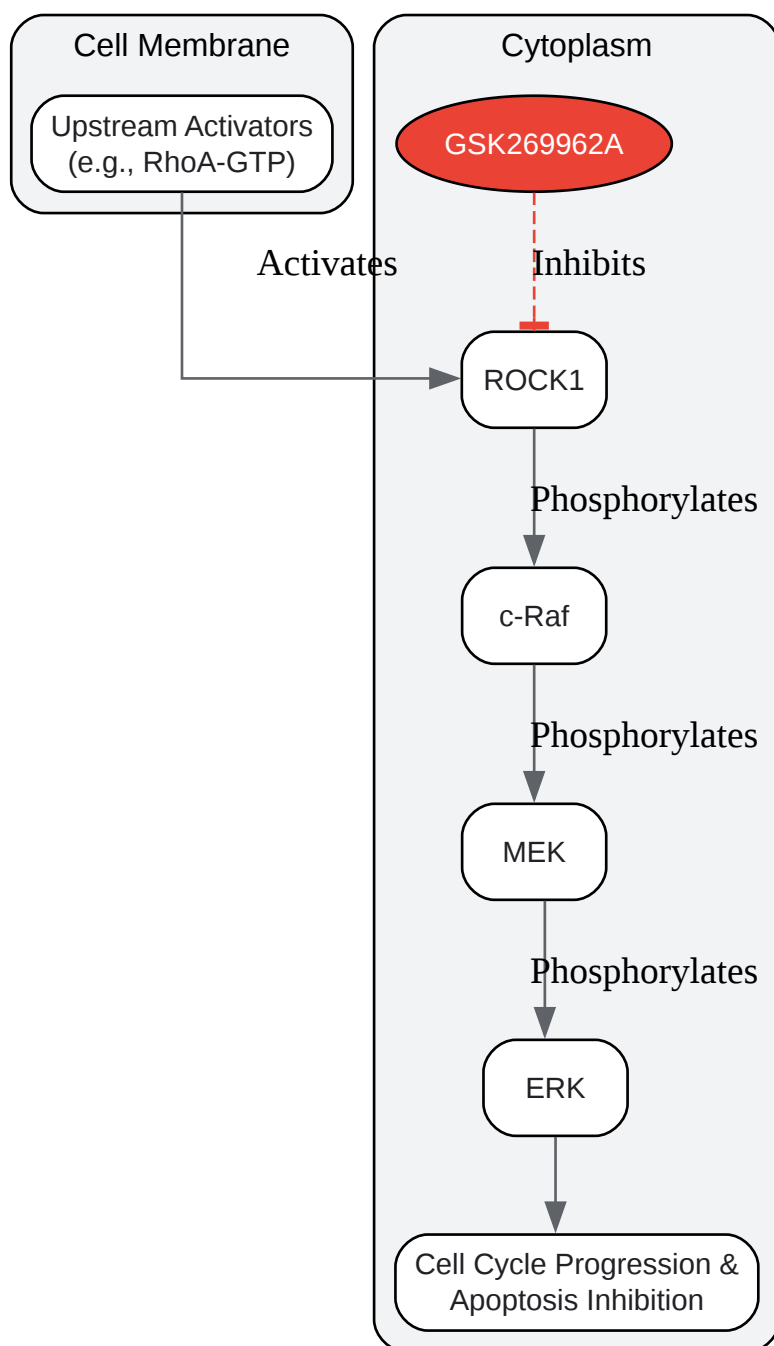 Cell Membrane
Upstream Activators
(e.g., RhoA-GTP)
Cytoplasm
GSK269962A
Activates
Inhibits
ROCK1
Phosphorylates
c-Raf
Phosphorylates
MEK
Phosphorylates
ERK
Cell Cycle Progression &
Apoptosis Inhibition